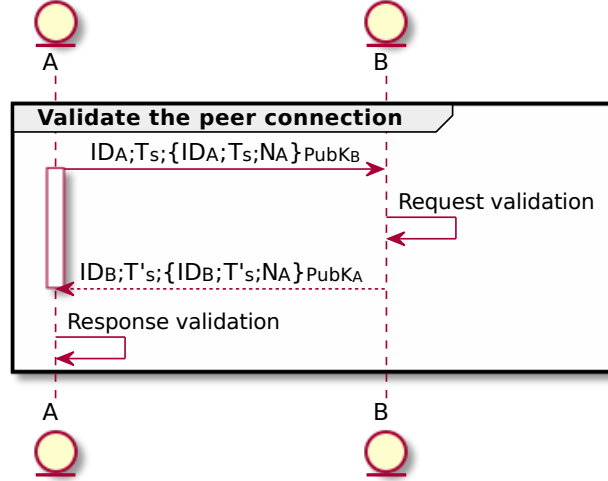 A B
Validate the peer connection
IDA;Ts;{IDA;Ts;NA}PubKB
Request validation
IDB;T's;{IDB;T's;NA}PubKA
Response validation
A B